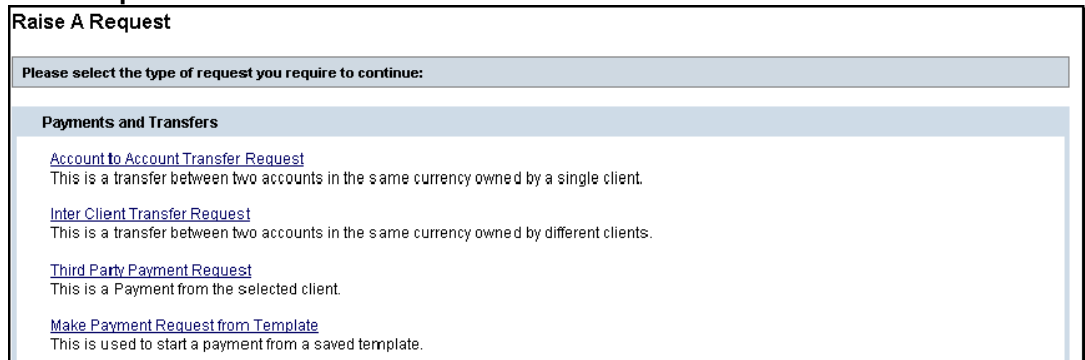 Raise A Request
Please select the type of request you require to continue:
Payments and Transfers
Account to Account Transfer Request
This is a transfer between two accounts in the same currency owned by a single client.
Inter Client Transfer Request
This is a transfer between two accounts in the same currency owned by different clients.
Third Party Payment Request
This is a Payment from the selected client.
Make Payment Request from Template
This is used to start a payment from a saved template.